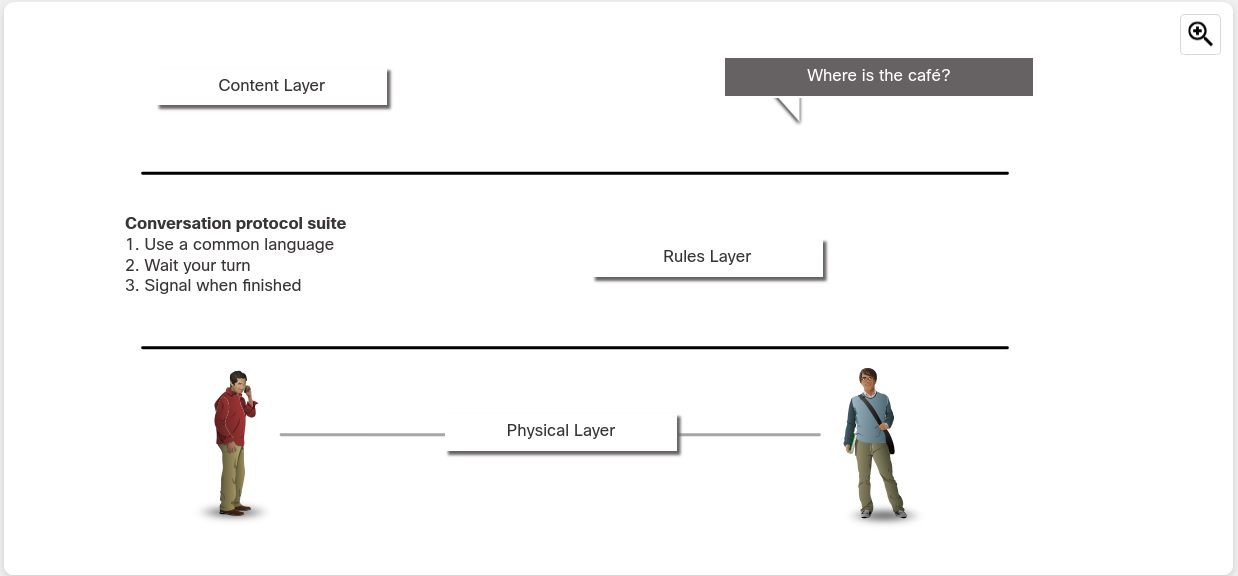 Content Layer
Where is the café?
Conversation protocol suite
1. Use a common language
2. Wait your turn
3. Signal when finished
Rules Layer
Physical Layer